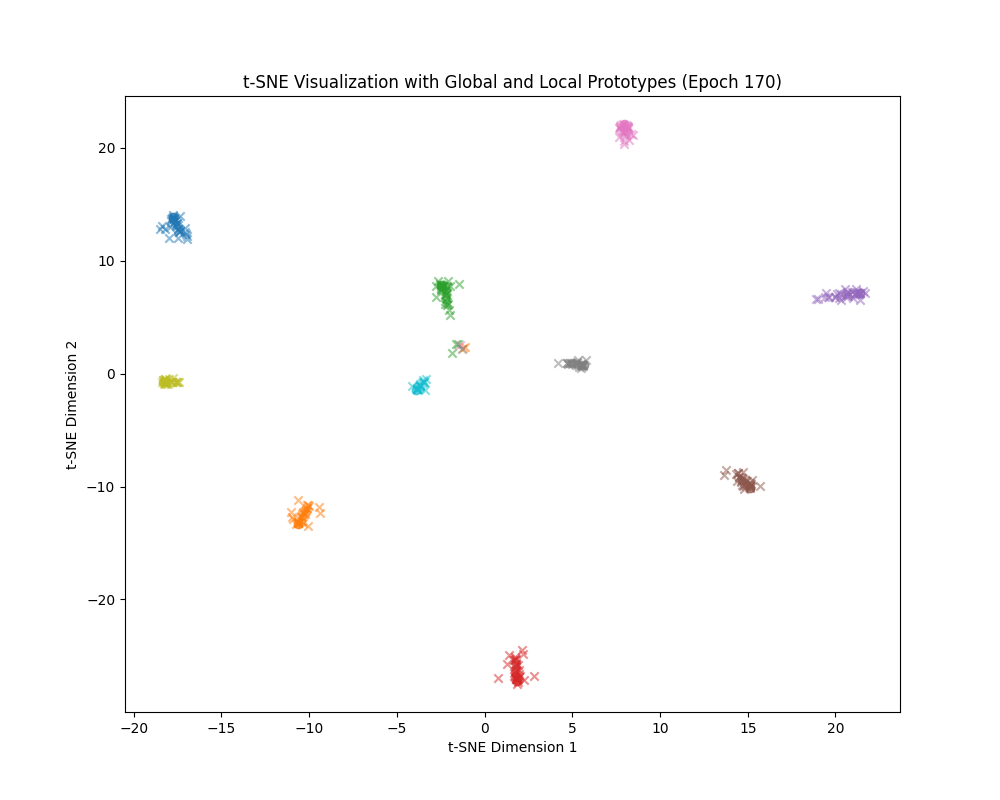 t-SNE Visualization with Global and Local Prototypes (Epoch 170)
t-SNE Dimension 2
20
10
0
−10
−20
−20 −15 −10 −5 0 5 10 15 20
t-SNE Dimension 1